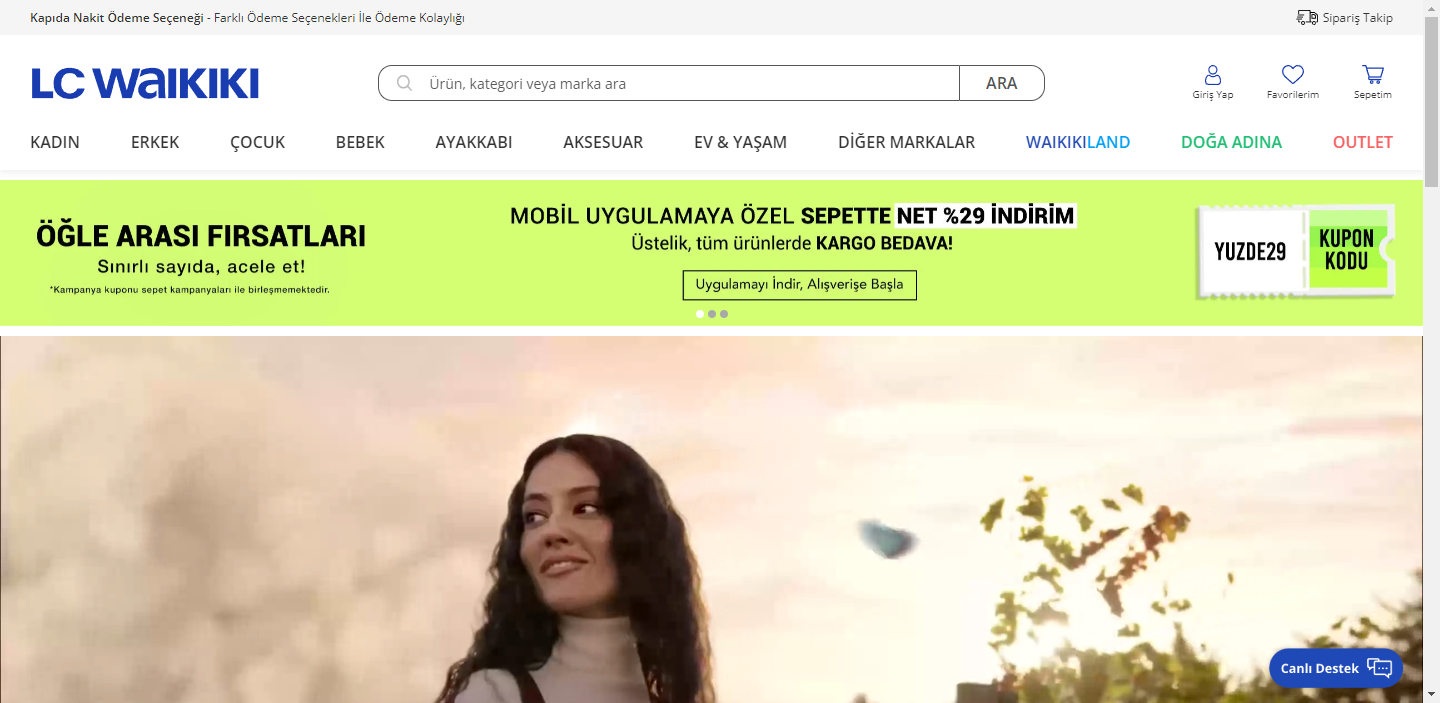 Kapıda Nakit Ödeme Seçeneği - Farklı Ödeme Seçenekleri İle Ödeme Kolaylığı
Sipariş Takip
LC WAIKIKI
Ürün, kategori veya marka ara
ARA
Giriş Yap
Favorilerim
Sepetim
KADIN
ERKEK
ÇOCUK
BEBEK
AYAKKABI
AKSESUAR
EV & YAŞAM
DİĞER MARKALAR
WAIKIKILAND
DOĞA ADINA
OUTLET
ÖĞLE ARASI FIRSATLARI
Sınırlı sayıda, acele et!
*Kampanya kuponu sepet kampanyaları ile birleşmemektedir.
MOBİL UYGULAMAYA ÖZEL SEPETTE NET %29 İNDİRİM
Üstelik, tüm ürünlerde KARGO BEDAVA!
Uygulamayı İndir, Alışverişe Başla
YUZDE29
KUPON
KODU
Canlı Destek